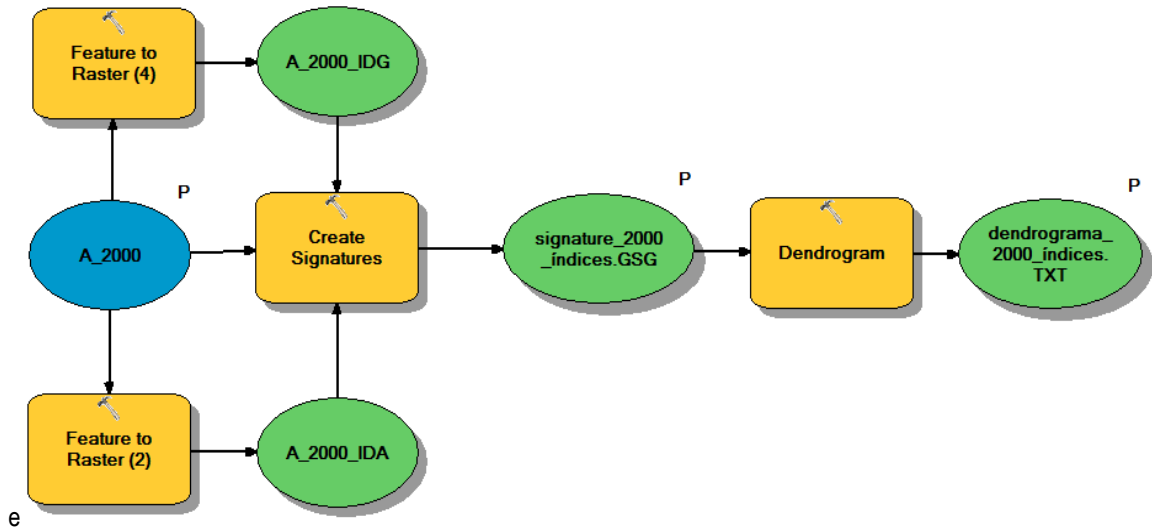 Feature to
Raster (4)
A_2000_IDG
P
A_2000
Create
Signatures
P
signature_2000
_índices.GSG
Dendrogram
P
dendrograma_
2000_índices.
TXT
Feature to
Raster (2)
A_2000_IDA
e